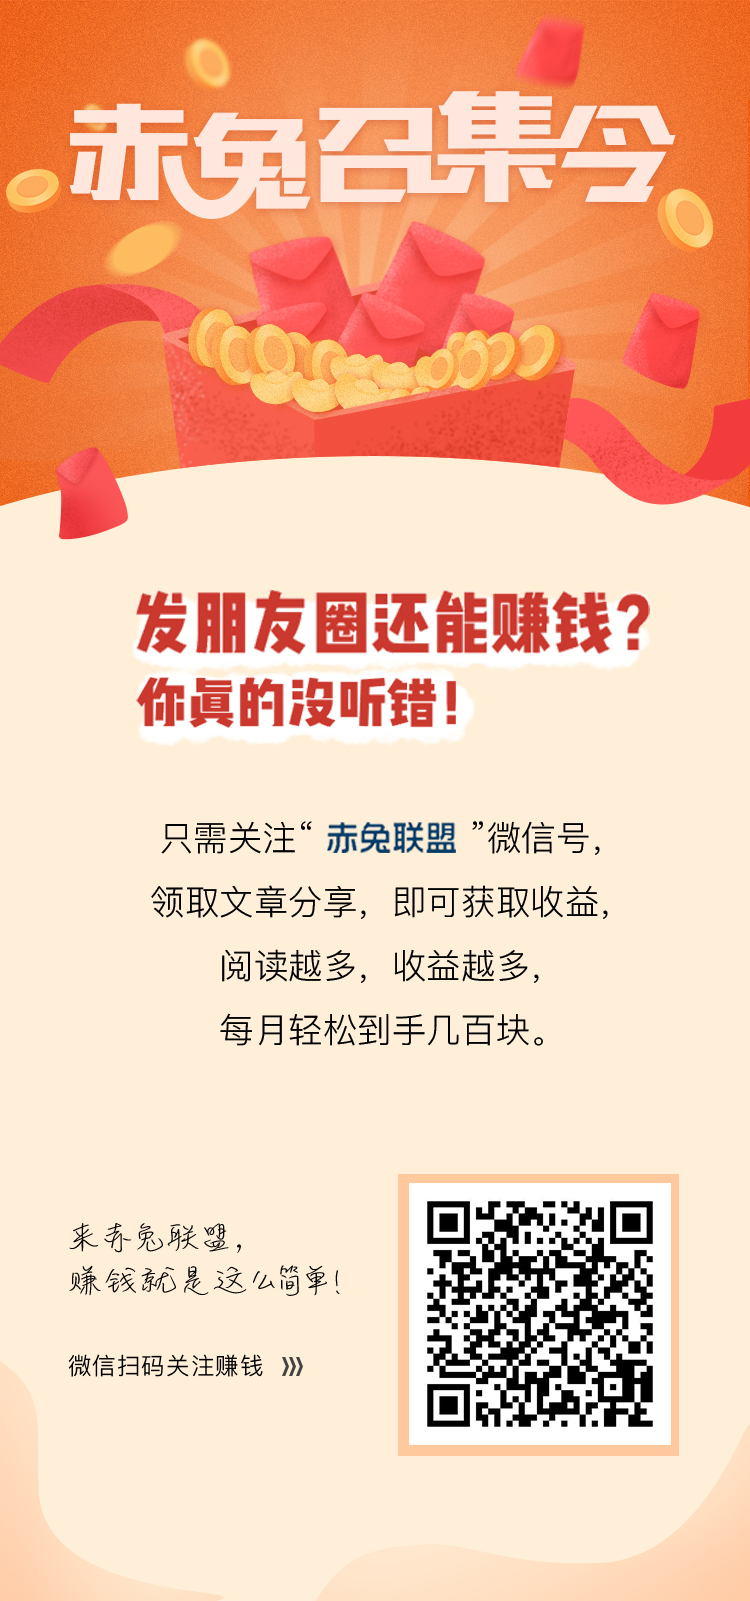 赤兔召集令
发朋友圈还能赚钱？
你真的没听错！
只需关注“赤兔联盟”微信号，
领取文章分享，即可获取收益，
阅读越多，收益越多，
每月轻松到手几百块。
来赤兔联盟，
赚钱就是这么简单！
微信扫码关注赚钱 》》